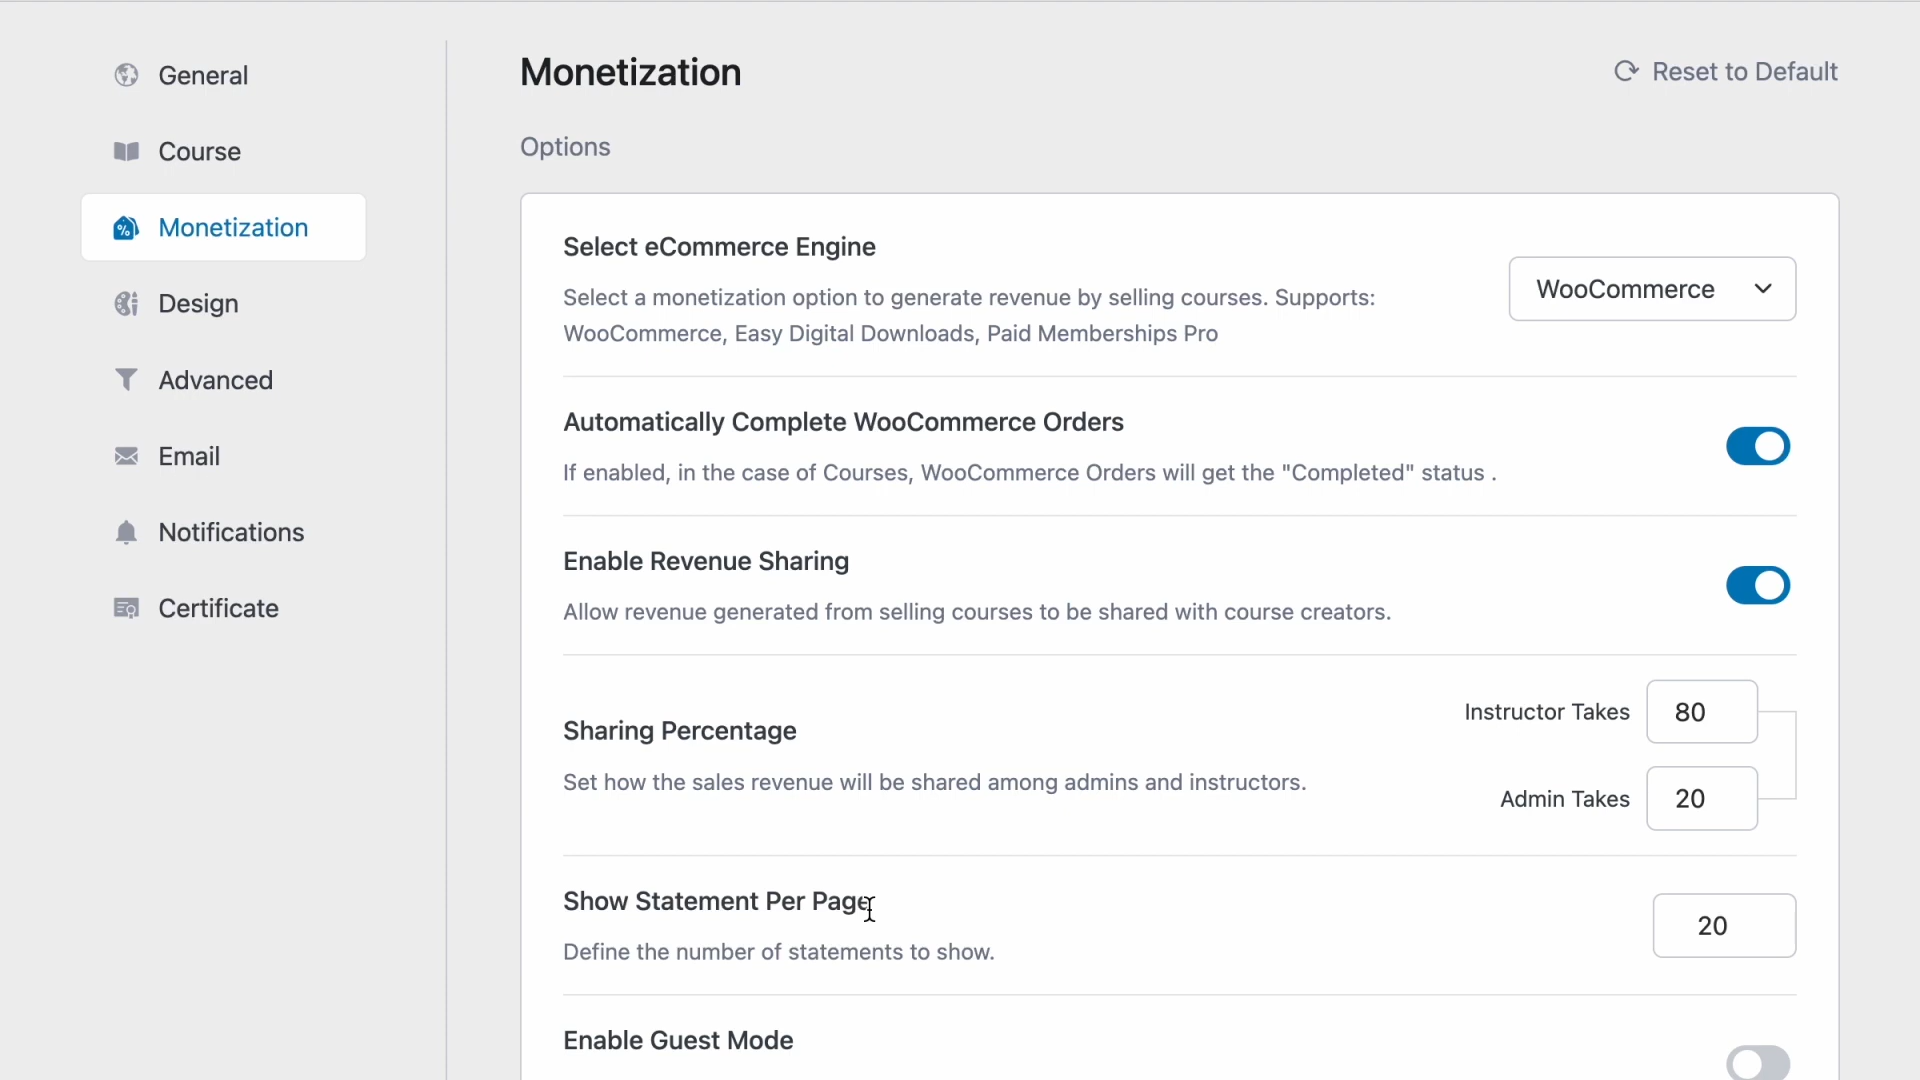 General
Course
Monetization
Design
Advanced
Email
Notifications
Certificate
Monetization
Reset to Default
Options
Select eCommerce Engine
Select a monetization option to generate revenue by selling courses. Supports:
WooCommerce, Easy Digital Downloads, Paid Memberships Pro
WooCommerce
Automatically Complete WooCommerce Orders
If enabled, in the case of Courses, WooCommerce Orders will get the "Completed" status .
Enable Revenue Sharing
Allow revenue generated from selling courses to be shared with course creators.
Sharing Percentage
Set how the sales revenue will be shared among admins and instructors.
Instructor Takes 80
Admin Takes 20
Show Statement Per Page
Define the number of statements to show.
20
Enable Guest Mode